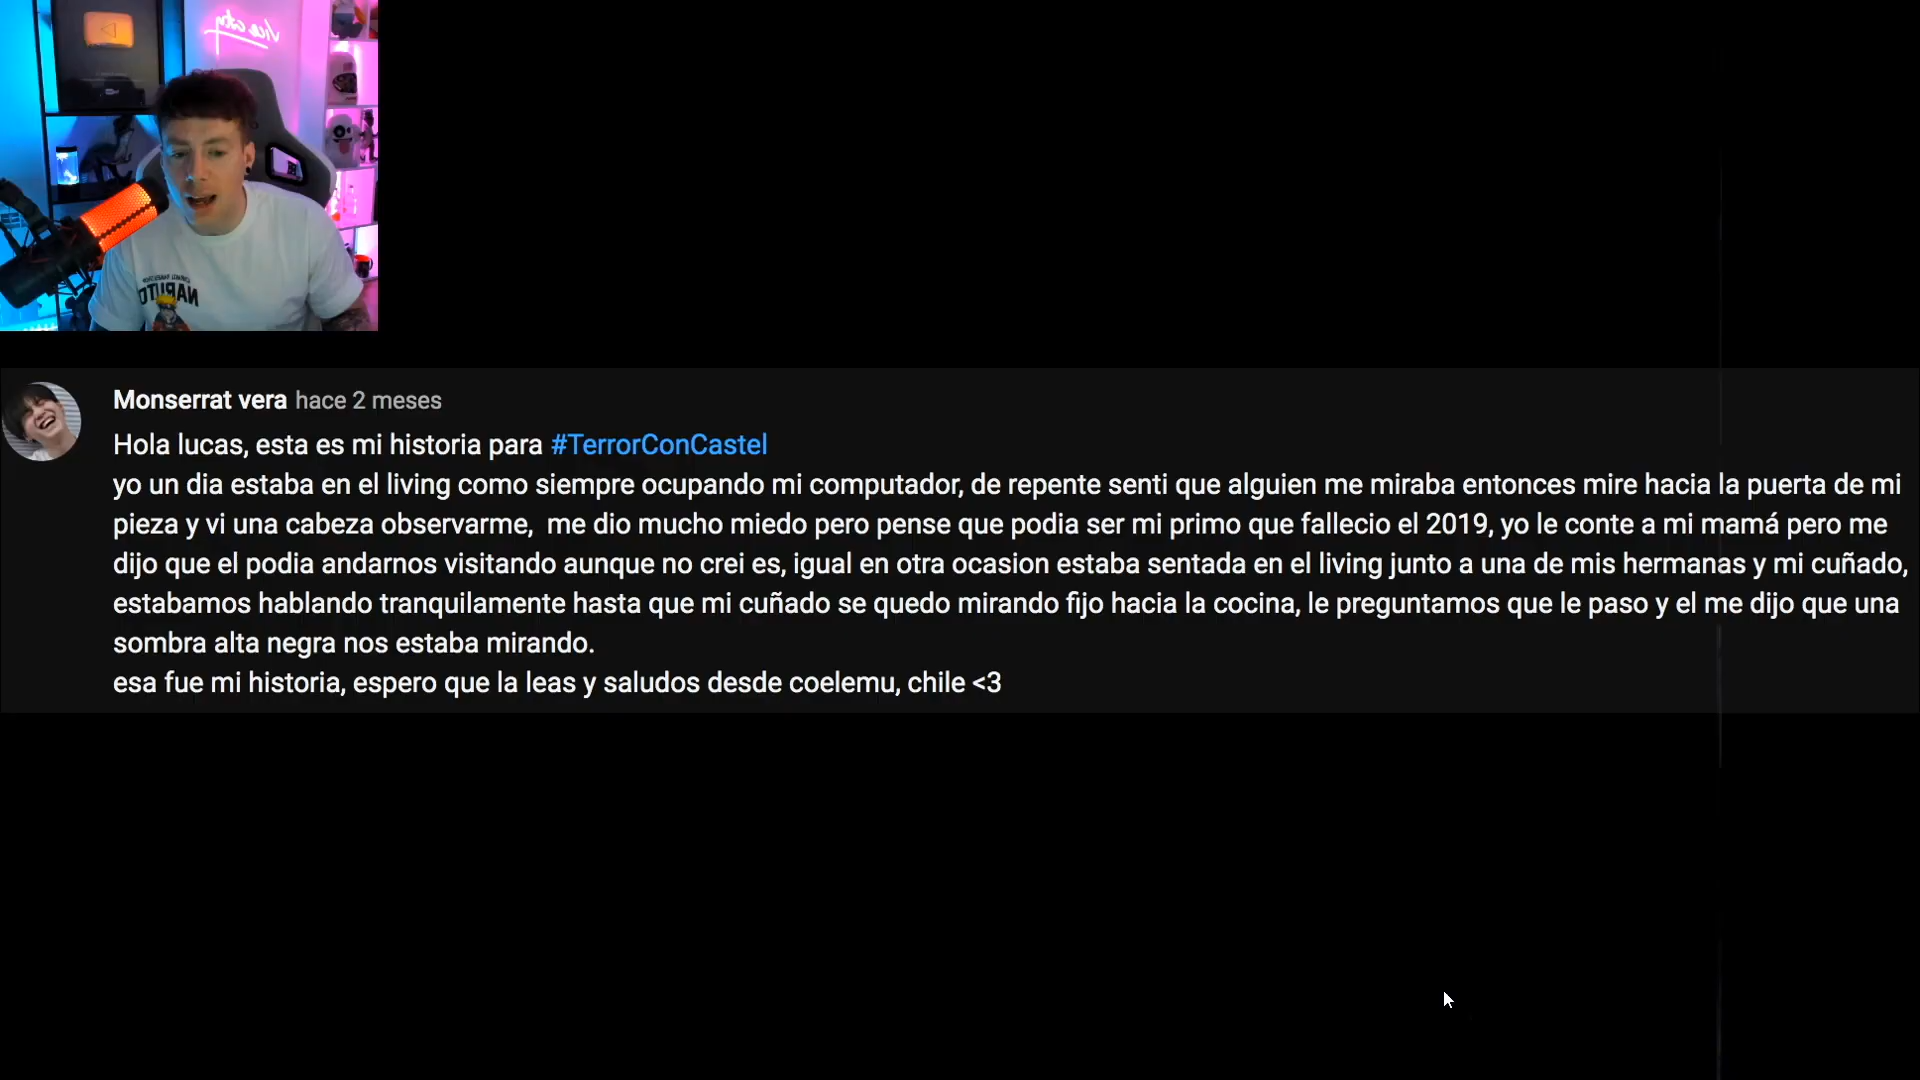 Vice city
NARUTO
Monserrat vera hace 2 meses
Hola lucas, esta es mi historia para #TerrorConCastel
yo un dia estaba en el living como siempre ocupando mi computador, de repente senti que alguien me miraba entonces mire hacia la puerta de mi
pieza y vi una cabeza observarme, me dio mucho miedo pero pense que podia ser mi primo que fallecio el 2019, yo le conte a mi mamá pero me
dijo que el podia andarnos visitando aunque no crei es, igual en otra ocasion estaba sentada en el living junto a una de mis hermanas y mi cuñado,
estabamos hablando tranquilamente hasta que mi cuñado se quedo mirando fijo hacia la cocina, le preguntamos que le paso y el me dijo que una
sombra alta negra nos estaba mirando.
esa fue mi historia, espero que la leas y saludos desde coelemu, chile <3